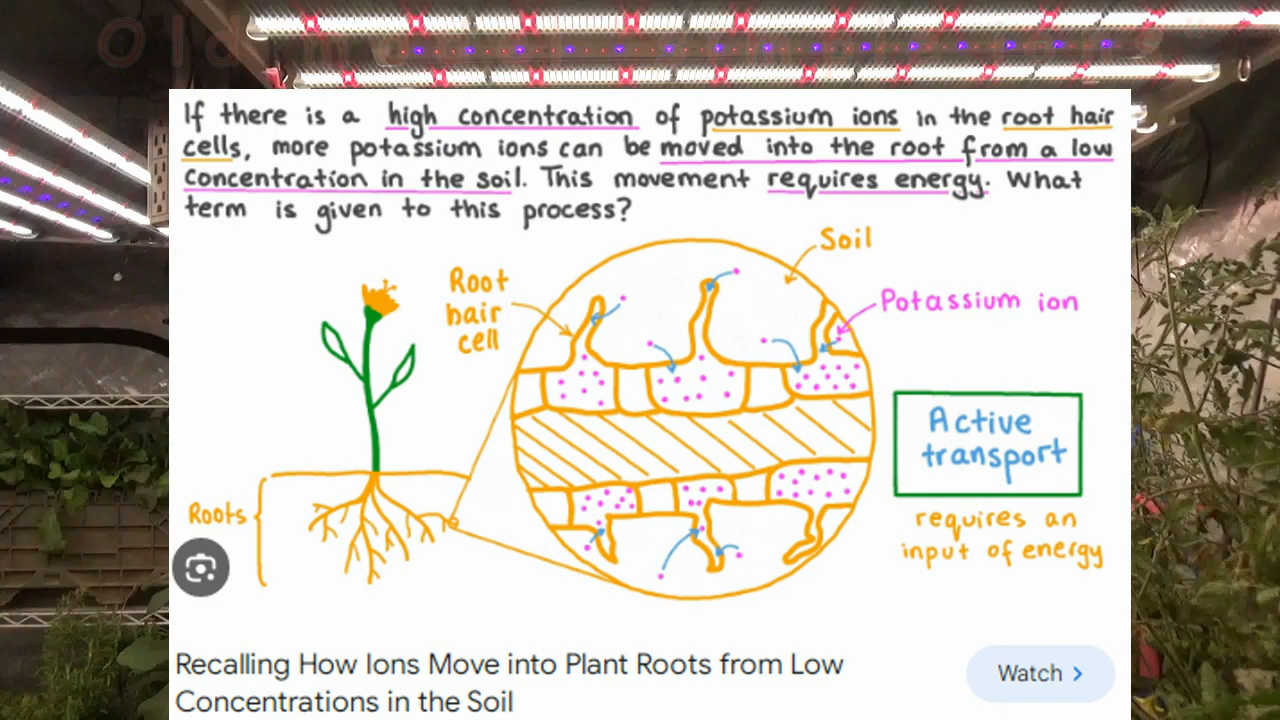 If there is a high concentration of potassium ions in the root hair
cells, more potassium ions can be moved into the root from a low
concentration in the soil. This movement requires energy. What
term is given to this process?
Soil
Root
hair
cell
Potassium ion
Active
transport
Roots
requires an
input of energy
Recalling How Ions Move into Plant Roots from Low
Concentrations in the Soil
Watch >